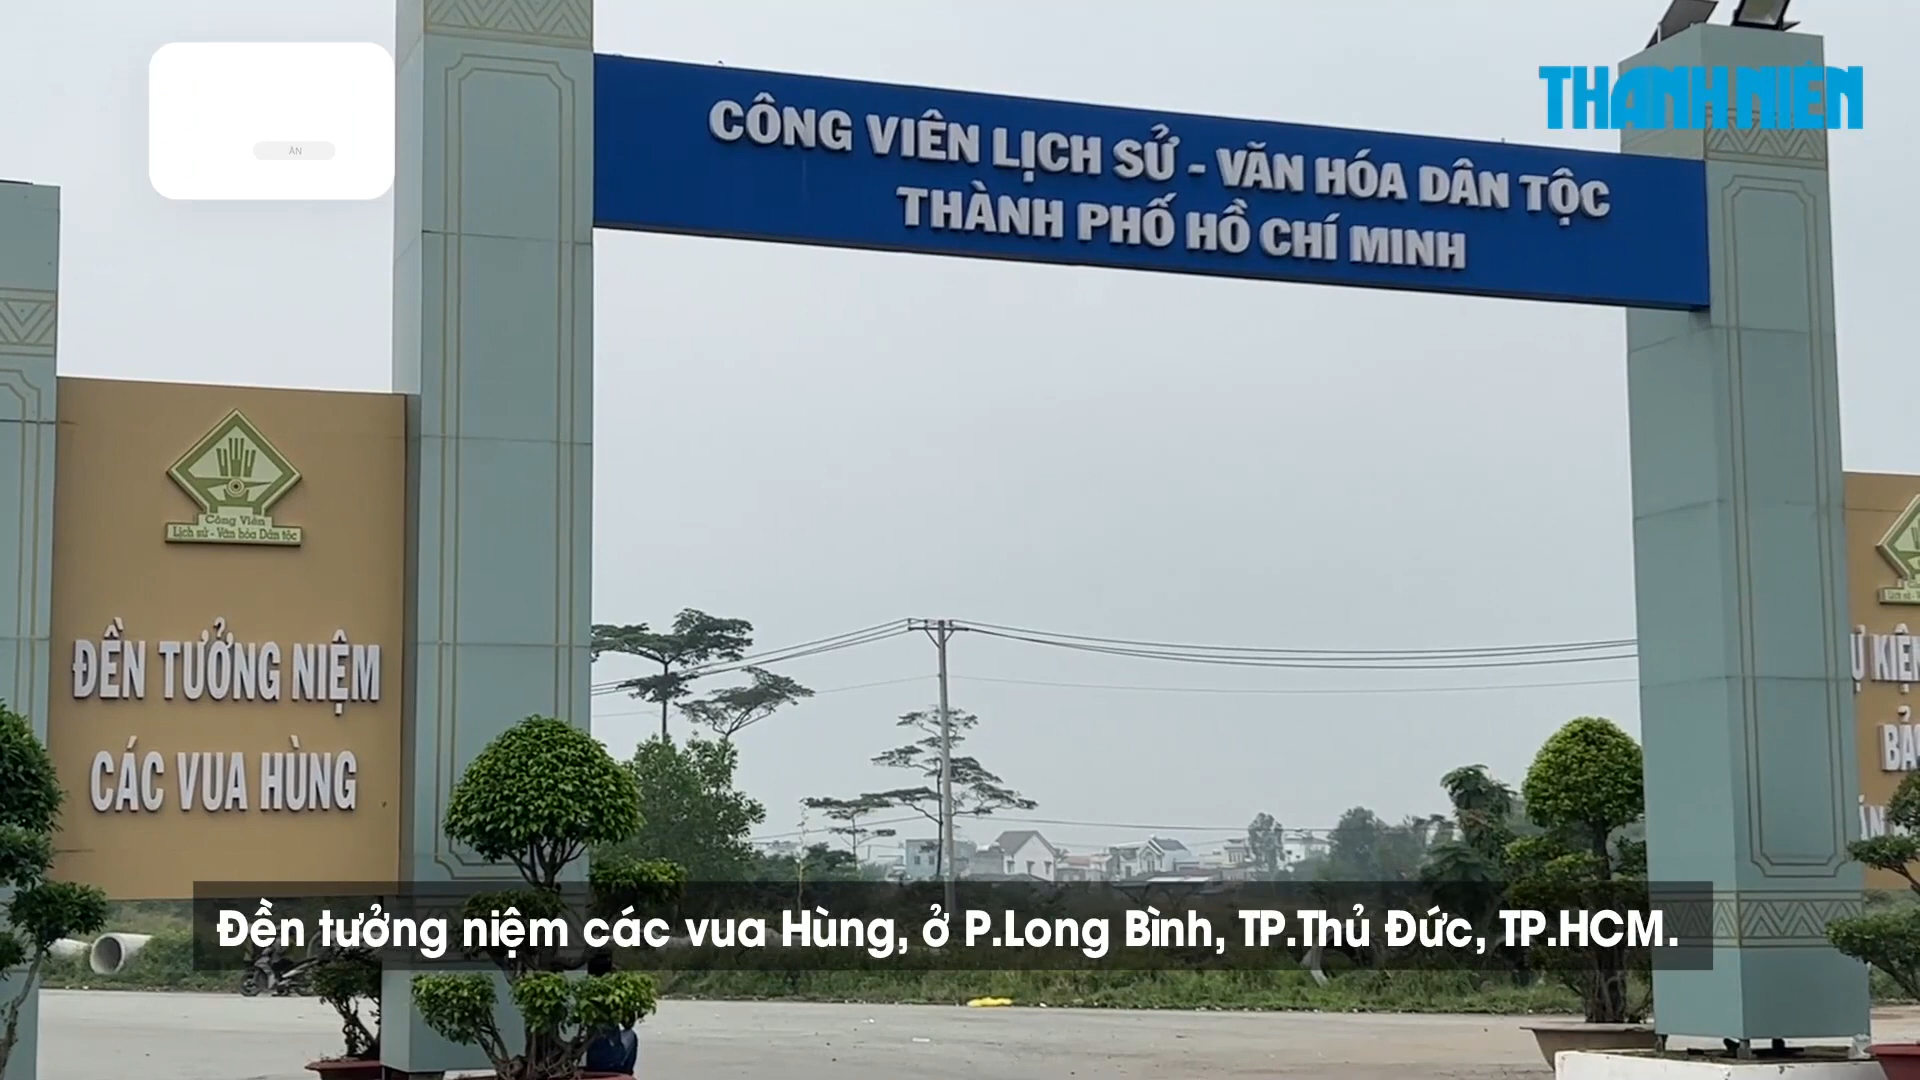 THANH NIÊN
ẨN
CÔNG VIÊN LỊCH SỬ - VĂN HÓA DÂN TỘC
THÀNH PHỐ HỒ CHÍ MINH
Công Viên
Lịch sử - Văn hóa Dân tộc
ĐỀN TƯỞNG NIỆM
CÁC VUA HÙNG
Đền tưởng niệm các vua Hùng, ở P.Long Bình, TP.Thủ Đức, TP.HCM.